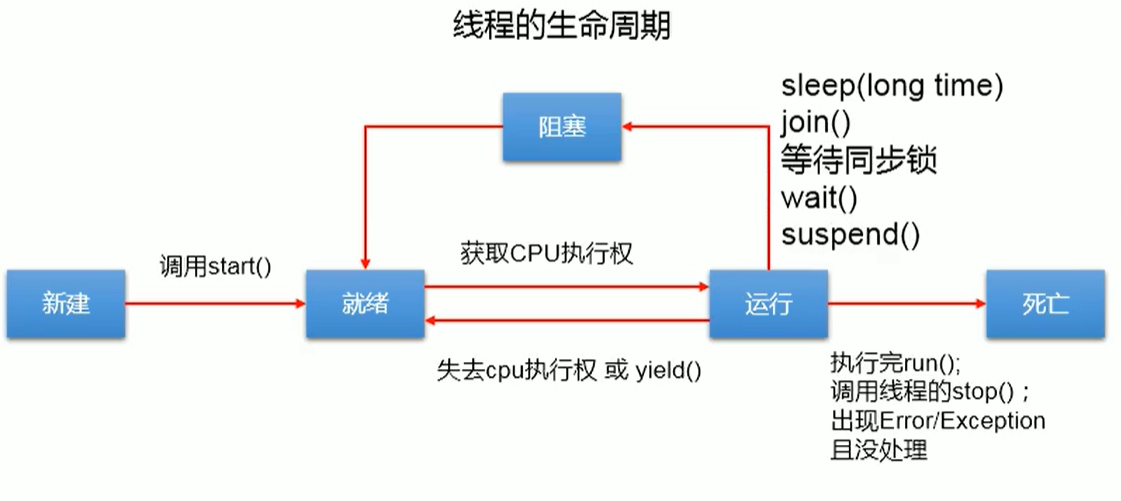 线程的生命周期
sleep(long time)
join()
等待同步锁
wait()
suspend()
阻塞
调用start()
获取CPU执行权
新建
就绪
运行
死亡
失去cpu执行权 或 yield()
执行完run();
调用线程的stop()；
出现Error/Exception
且没处理